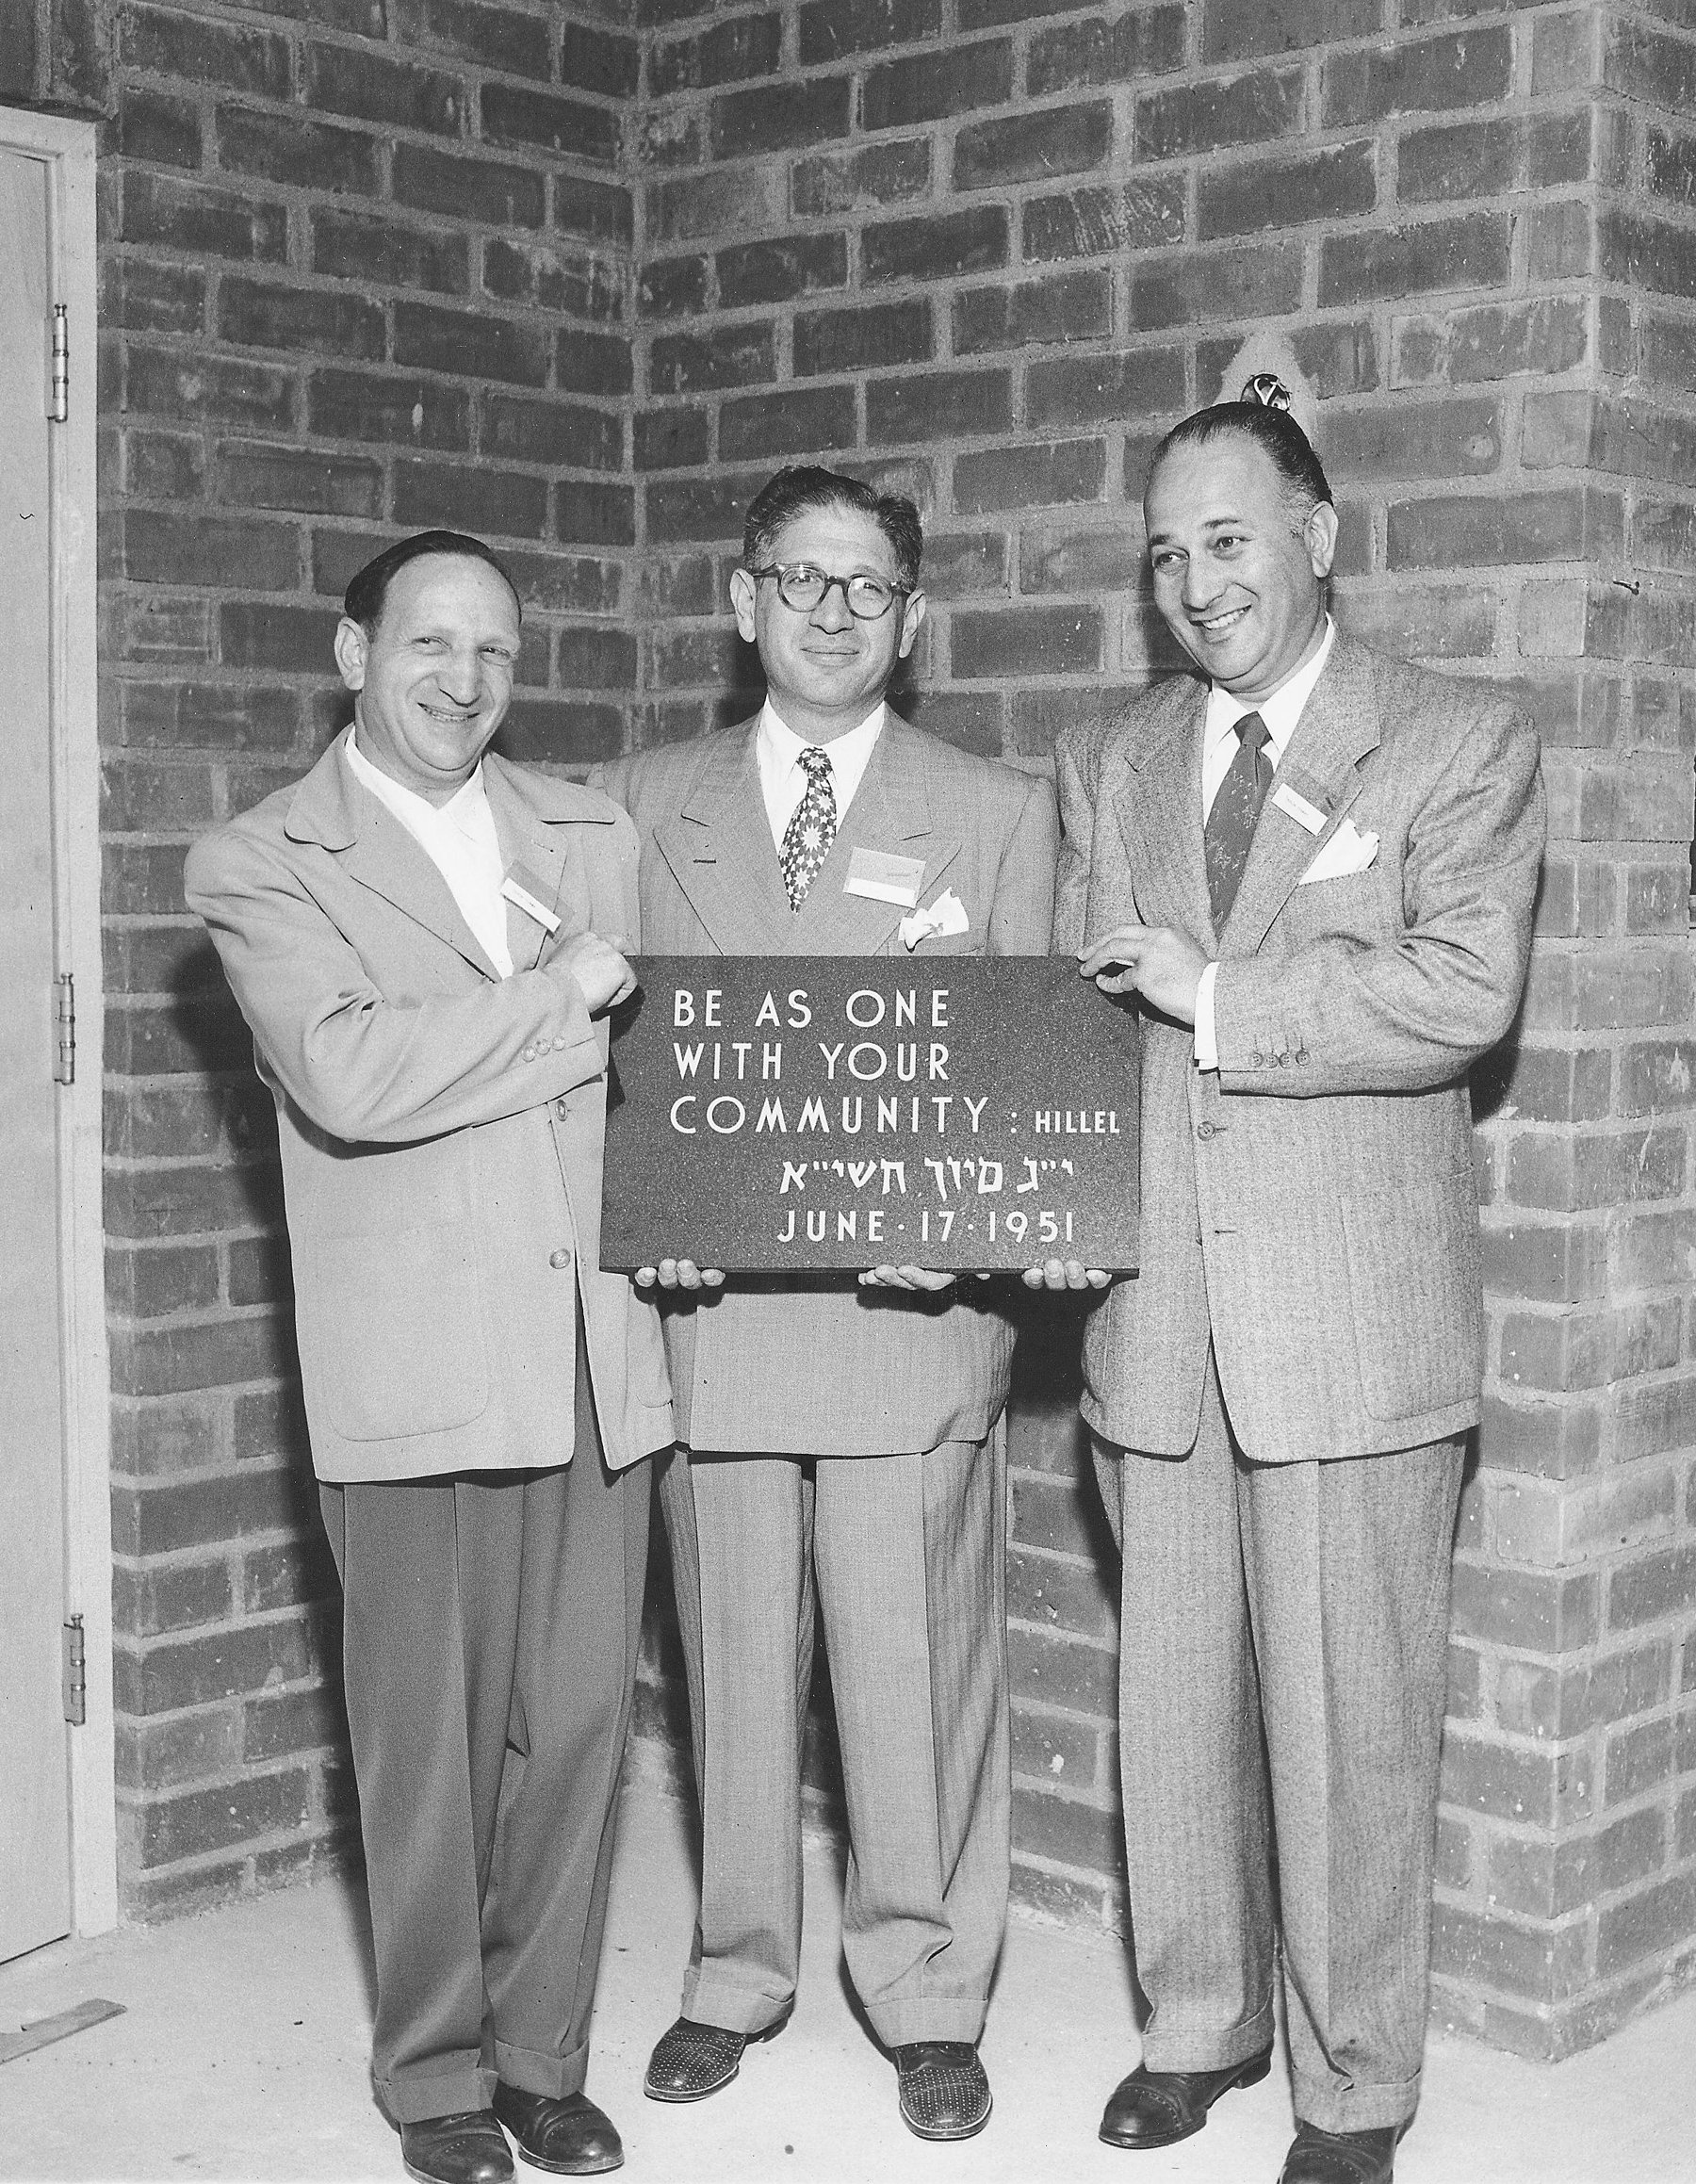 BE AS ONE
WITH YOUR
COMMUNITY : HILLEL
י״ג סיון תשי״א
JUNE · 17 · 1951